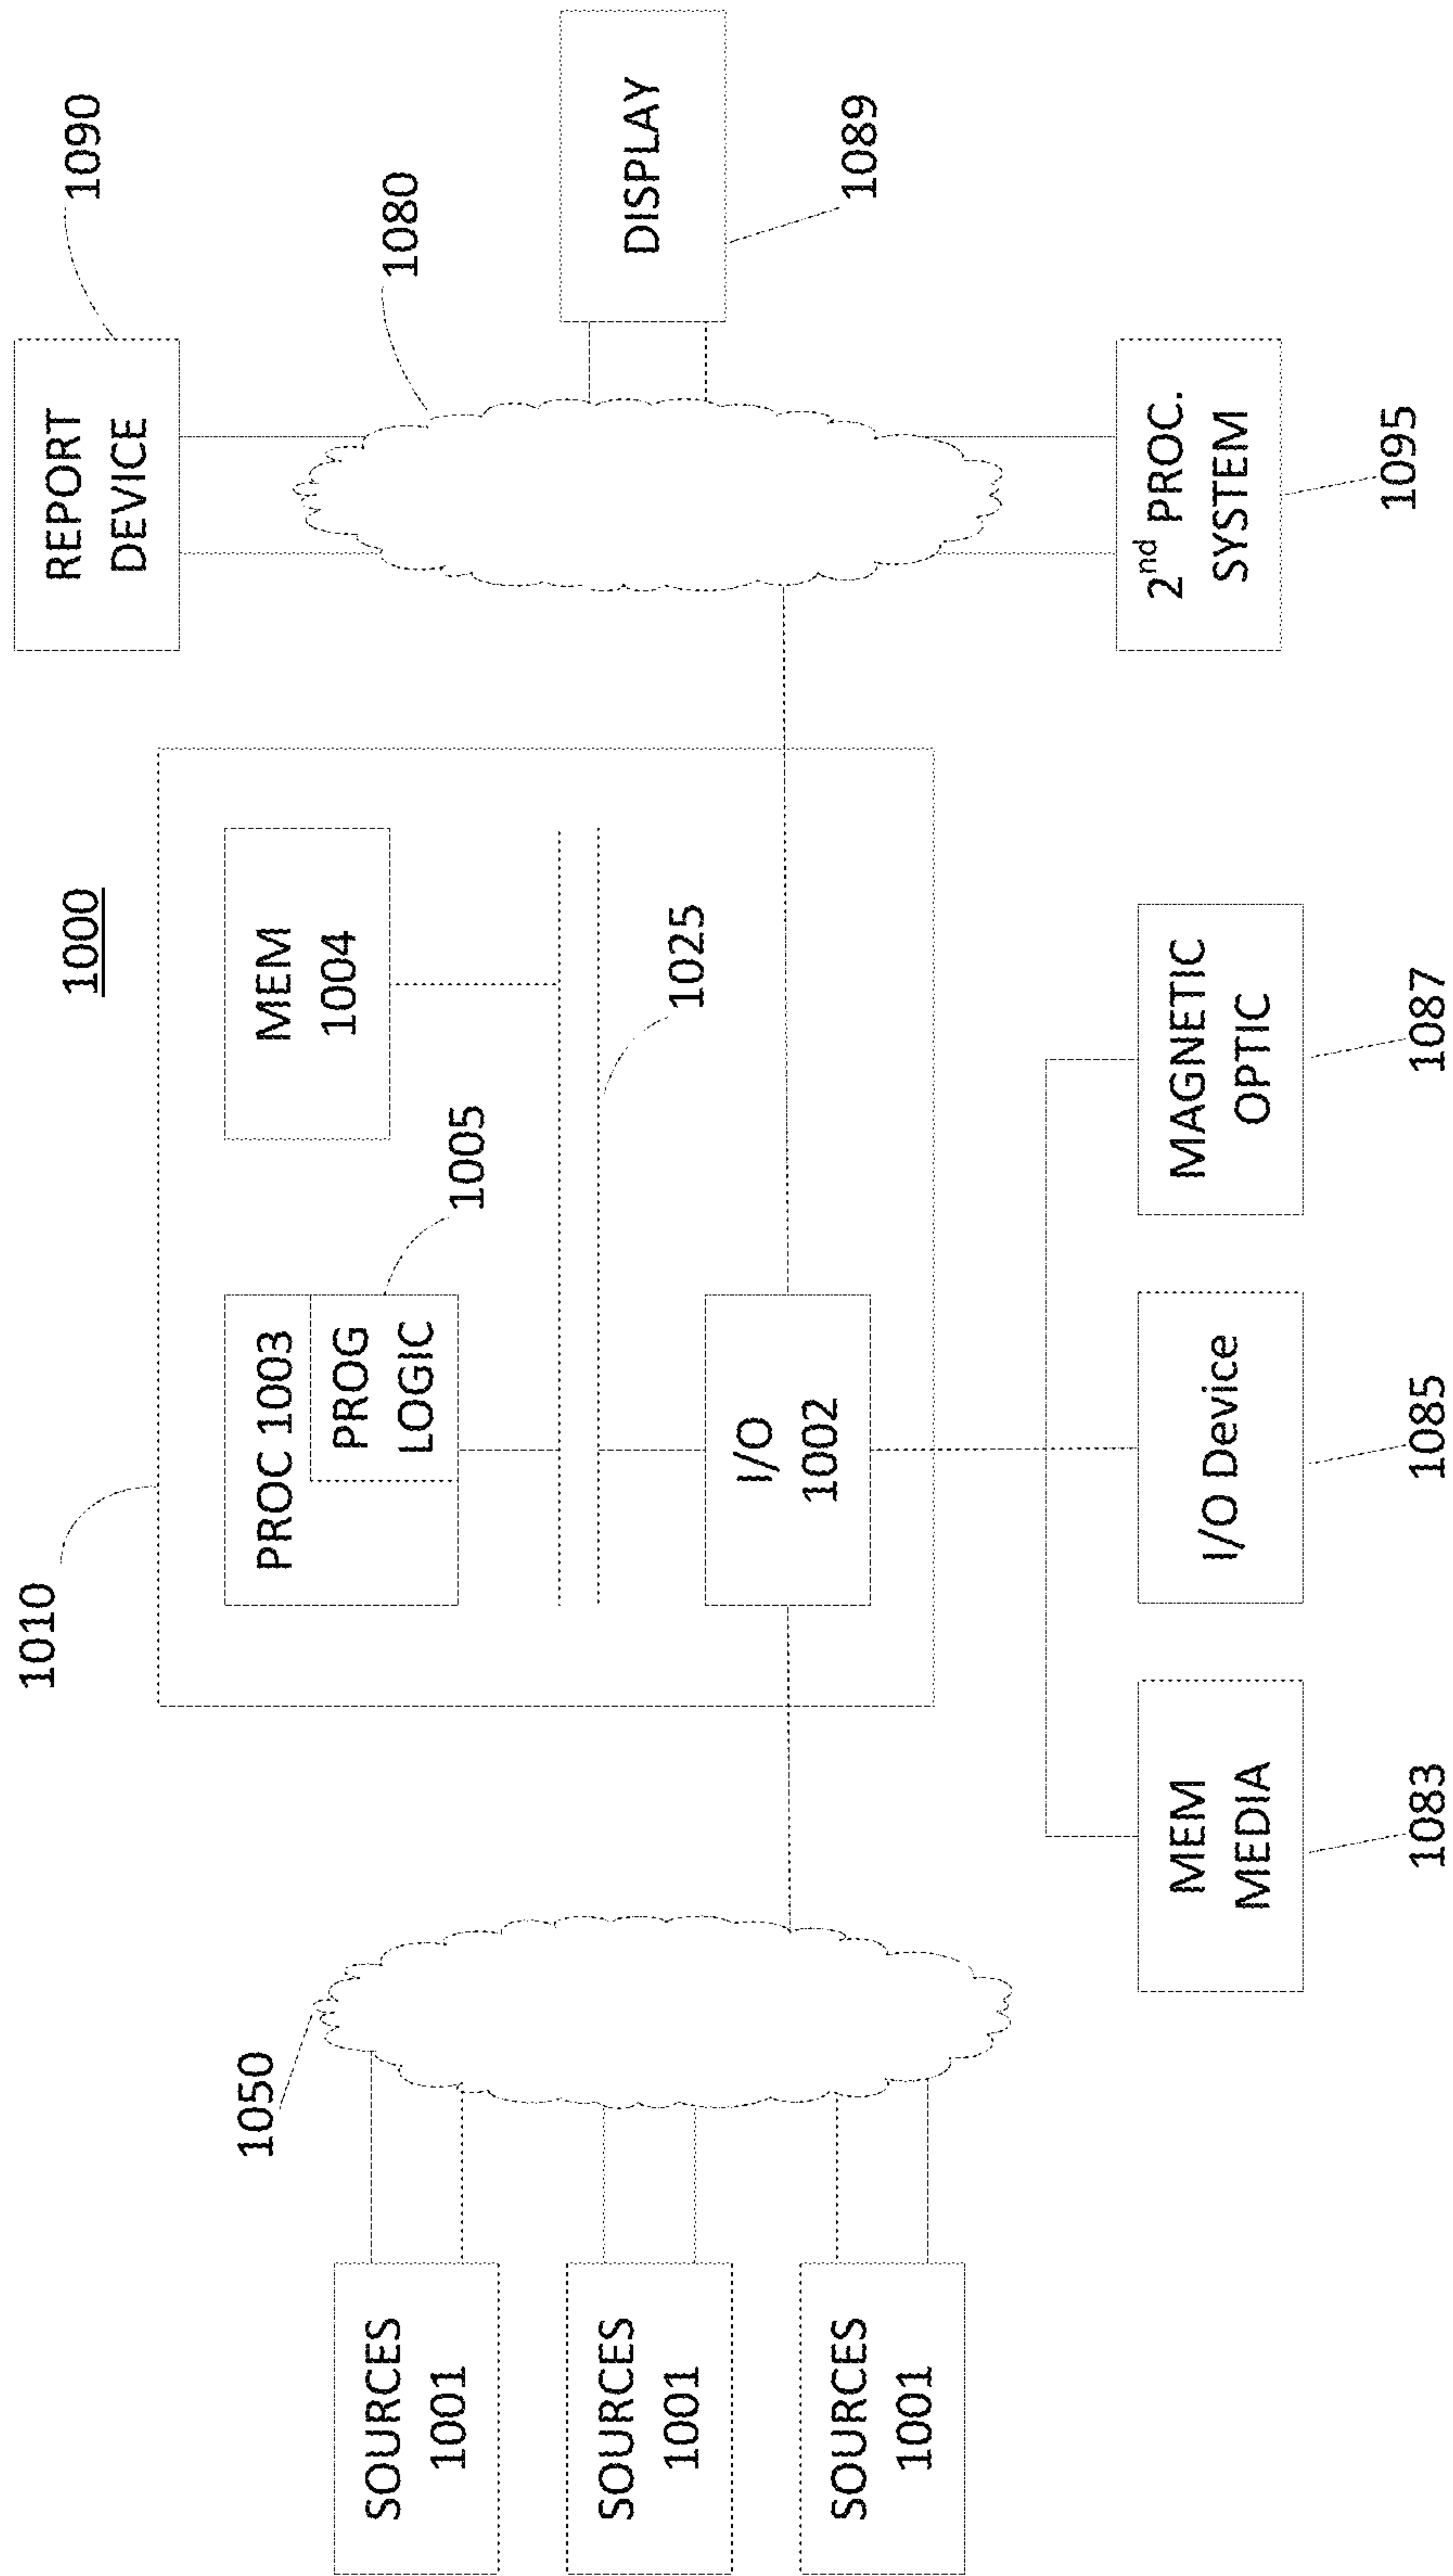 1000
1010
1090
REPORT
DEVICE
1050
PROC 1003
PROG
LOGIC
1005
MEM
1004
1080
SOURCES
1001
SOURCES
1001
SOURCES
1001
1025
DISPLAY
1089
I/O
1002
MEM
MEDIA
1083
I/O Device
1085
MAGNETIC
OPTIC
1087
2nd PROC.
SYSTEM
1095